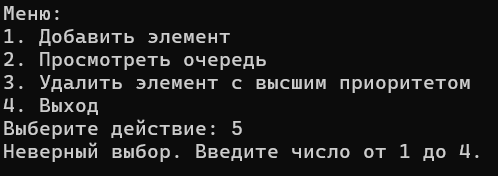 Меню:
1. Добавить элемент
2. Просмотреть очередь
3. Удалить элемент с высшим приоритетом
4. Выход
Выберите действие: 5
Неверный выбор. Введите число от 1 до 4.